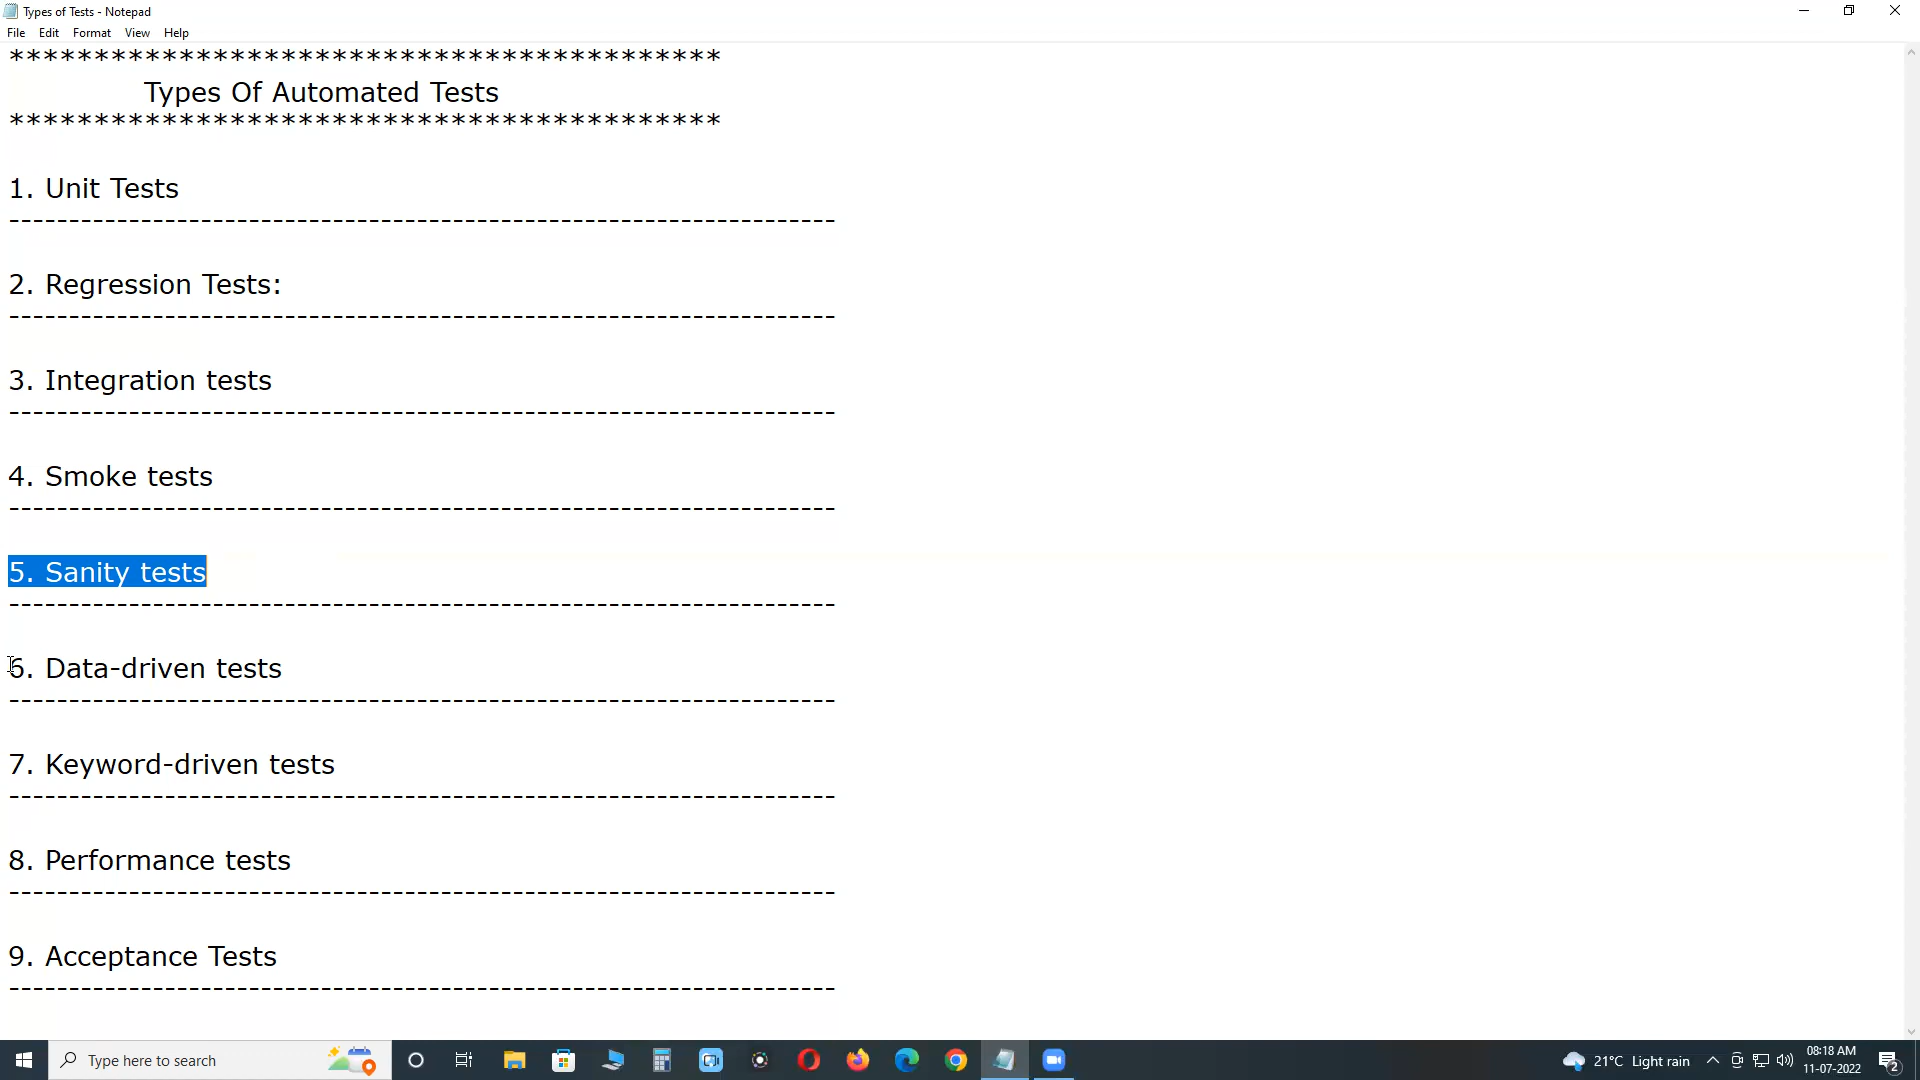 Types of Tests - Notepad
File Edit Format View Help
******************************************
Types Of Automated Tests
******************************************
1. Unit Tests
---------------------------------------------------------------------
2. Regression Tests:
---------------------------------------------------------------------
3. Integration tests
---------------------------------------------------------------------
4. Smoke tests
---------------------------------------------------------------------
5. Sanity tests
---------------------------------------------------------------------
6. Data-driven tests
---------------------------------------------------------------------
7. Keyword-driven tests
---------------------------------------------------------------------
8. Performance tests
---------------------------------------------------------------------
9. Acceptance Tests
---------------------------------------------------------------------
Type here to search
21°C Light rain
08:18 AM
11-07-2022
2